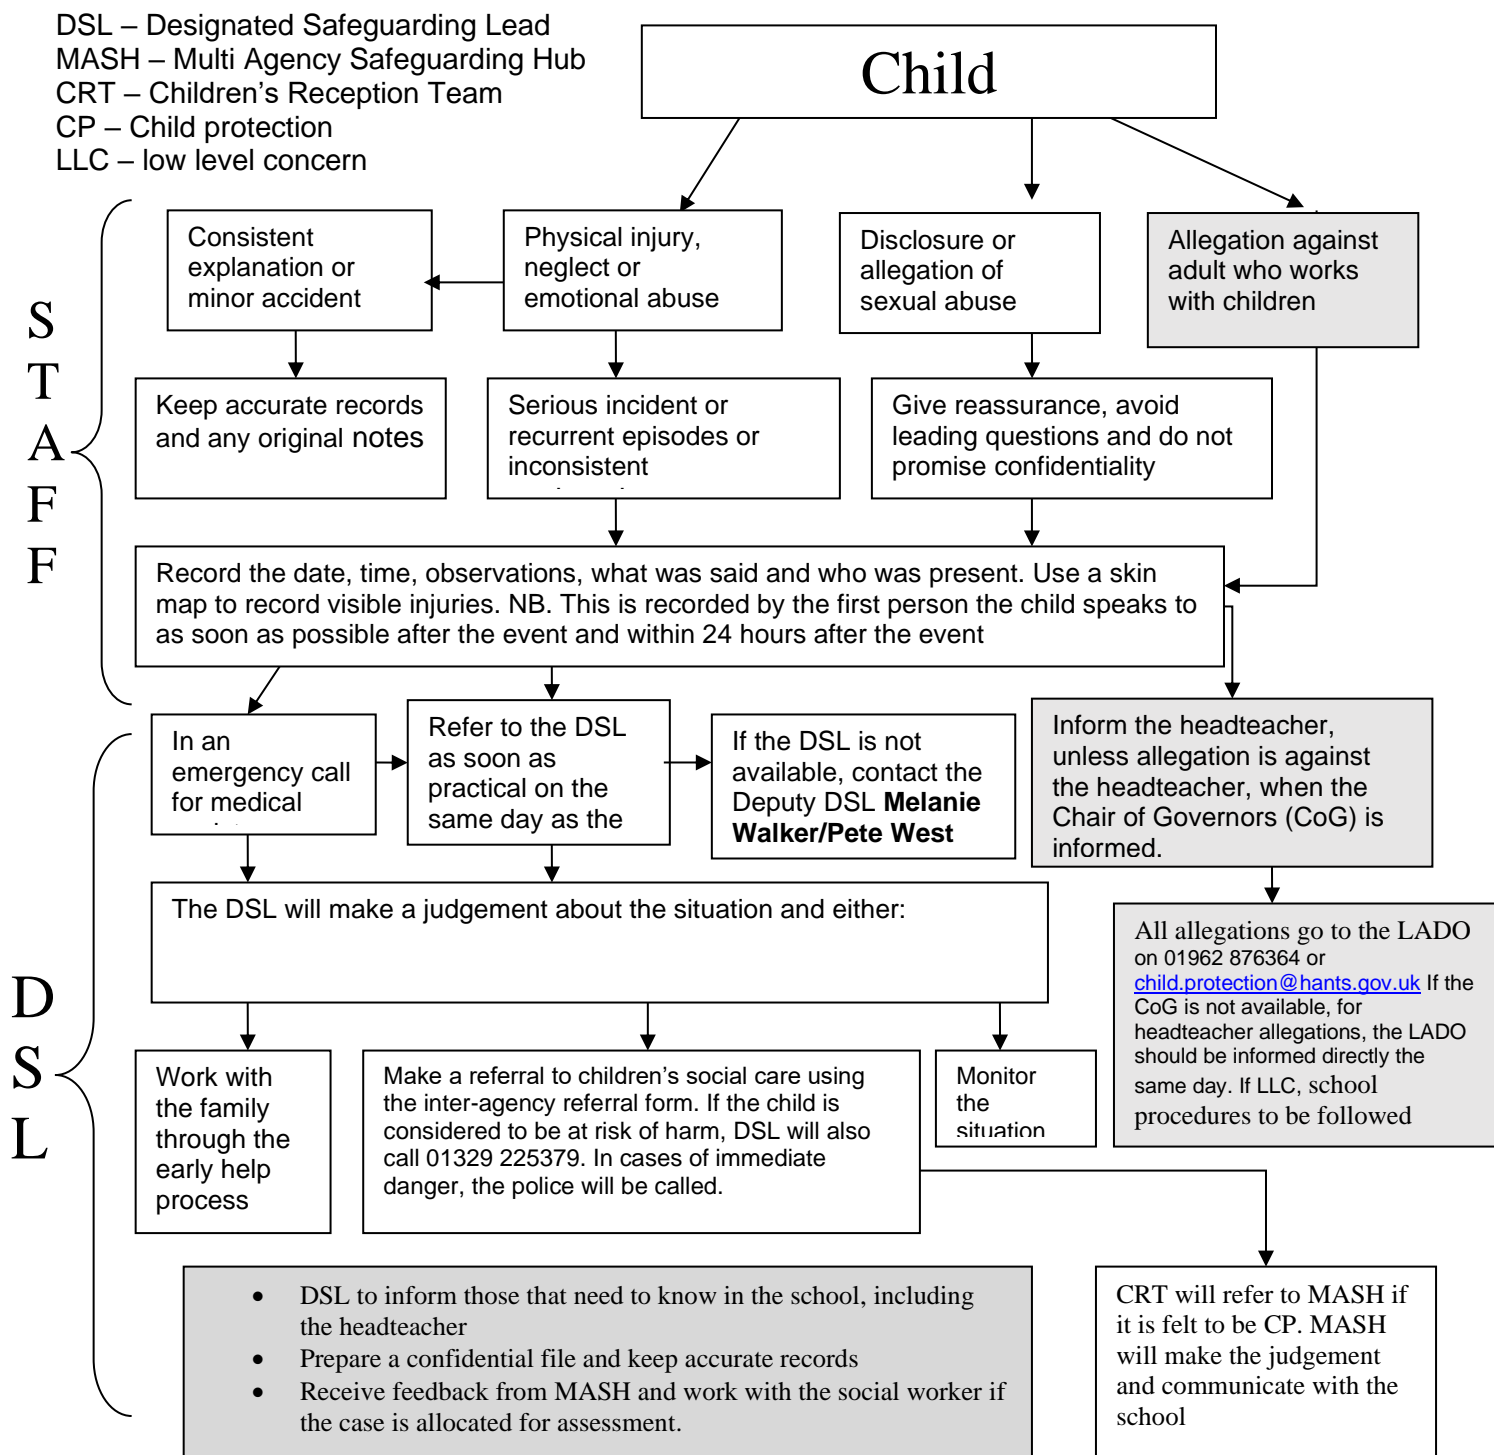 DSL – Designated Safeguarding Lead
MASH – Multi Agency Safeguarding Hub
CRT – Children's Reception Team
CP – Child protection
LLC – low level concern
Child
STAFF
Consistent
explanation or
minor accident
Physical injury,
neglect or
emotional abuse
Disclosure or
allegation of
sexual abuse
Allegation against
adult who works
with children
Keep accurate records
and any original notes
Serious incident or
recurrent episodes or
inconsistent
Give reassurance, avoid
leading questions and do not
promise confidentiality
Record the date, time, observations, what was said and who was present. Use a skin
map to record visible injuries. NB. This is recorded by the first person the child speaks to
as soon as possible after the event and within 24 hours after the event
DSL
In an
emergency call
for medical
Refer to the DSL
as soon as
practical on the
same day as the
If the DSL is not
available, contact the
Deputy DSL Melanie
Walker/Pete West
Inform the headteacher,
unless allegation is against
the headteacher, when the
Chair of Governors (CoG) is
informed.
The DSL will make a judgement about the situation and either:
All allegations go to the LADO
on 01962 876364 or
child.protection@hants.gov.uk If the
CoG is not available, for
headteacher allegations, the LADO
should be informed directly the
same day. If LLC, school
procedures to be followed
Work with
the family
through the
early help
process
Make a referral to children's social care using
the inter-agency referral form. If the child is
considered to be at risk of harm, DSL will also
call 01329 225379. In cases of immediate
danger, the police will be called.
Monitor
the
situation
• DSL to inform those that need to know in the school, including
the headteacher
• Prepare a confidential file and keep accurate records
• Receive feedback from MASH and work with the social worker if
the case is allocated for assessment.
CRT will refer to MASH if
it is felt to be CP. MASH
will make the judgement
and communicate with the
school